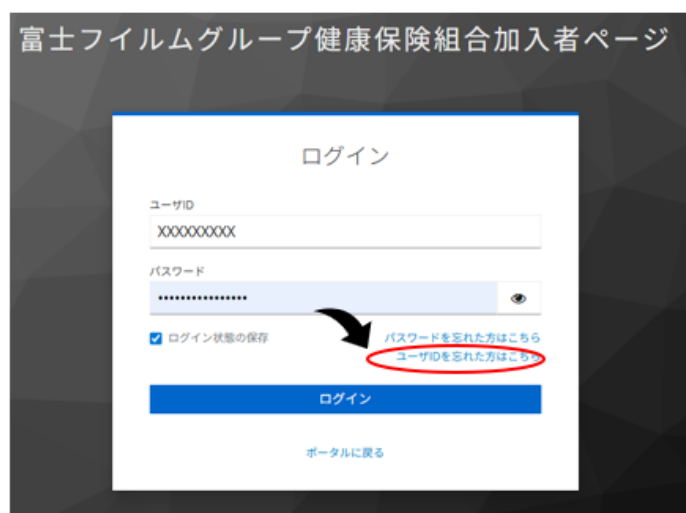 富士フイルムグループ健康保険組合加入者ページ
ログイン
ユーザID
XXXXXXXXX
パスワード
••••••••••••••••
ログイン状態の保存
パスワードを忘れた方はこちら
ユーザIDを忘れた方はこちら
ログイン
ポータルに戻る